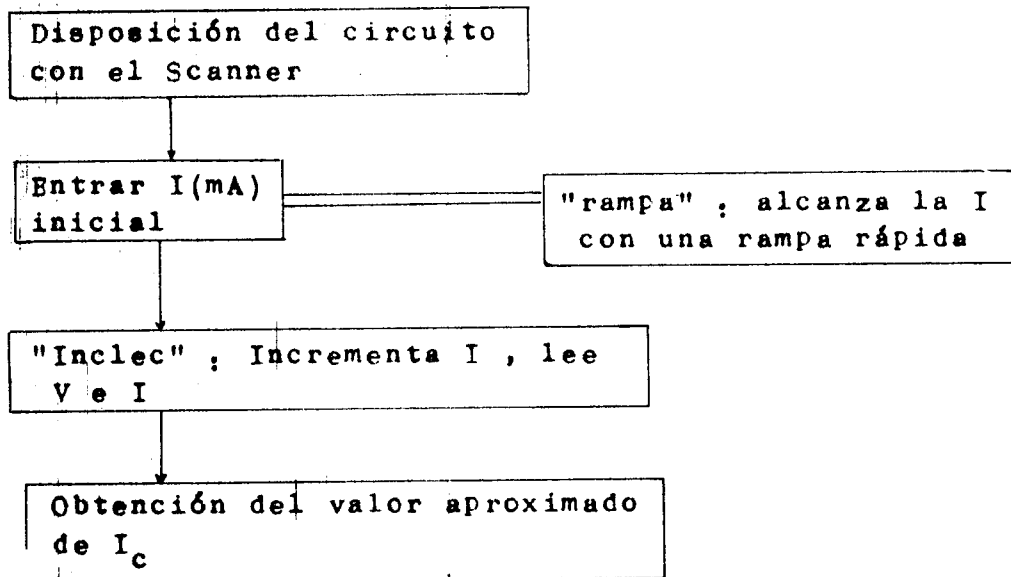 Disposición del circuito
con el Scanner
Entrar I(mA)
inicial
"rampa" : alcanza la I
con una rampa rápida
"Inclec" : Incrementa I , lee
V e I
Obtención del valor aproximado
de Ic